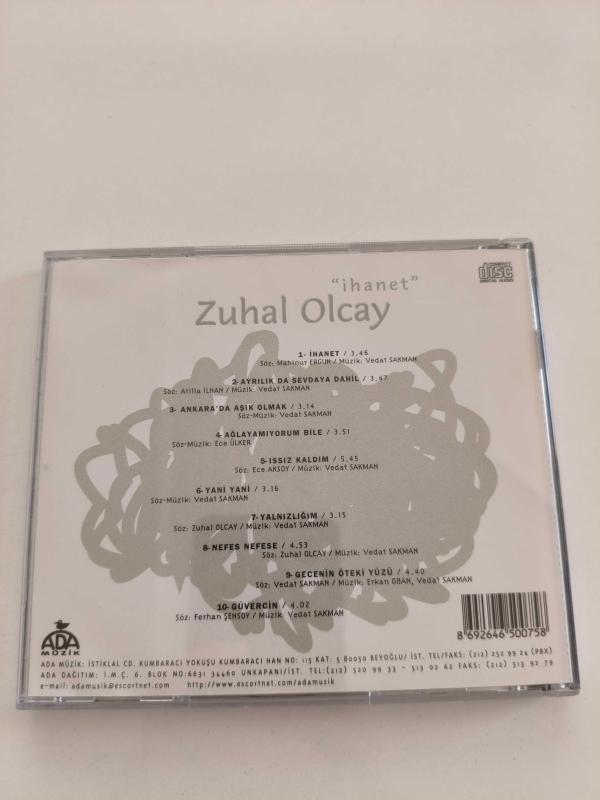 "ihanet"
Zuhal Olcay
COMPACT
disc
DIGITAL AUDIO
1- İHANET / 3.46
Söz: Mahinur ERGUN / Müzik: Vedat SAKMAN
2- AYRILIK DA SEVDAYA DAHİL / 3.47
Söz: Atilla İLHAN / Müzik: Vedat SAKMAN
3- ANKARA'DA AŞIK OLMAK / 3.14
Söz-Müzik: Vedat SAKMAN
4- AĞLAYAMIYORUM BİLE / 3.51
Söz-Müzik: Ece ÜLKER
5- ISSIZ KALDIM / 5.45
Söz: Ece AKSOY / Müzik: Vedat SAKMAN
6- YANİ YANİ / 3.16
Söz-Müzik: Vedat SAKMAN
7- YALNIZLIĞIM / 3.15
Söz: Zuhal OLCAY / Müzik: Vedat SAKMAN
8- NEFES NEFESE / 4.53
Söz: Zuhal OLCAY / Müzik: Vedat SAKMAN
9- GECENİN ÖTEKİ YÜZÜ / 4.40
Söz: Vedat SAKMAN / Müzik: Erkan OBAN, Vedat SAKMAN
10- GÜVERCİN / 4.02
Söz: Ferhan ŞENSOY / Müzik: Vedat SAKMAN
8 692646 500758
ADA
MÜZİK
ADA MÜZİK: İSTİKLAL CD. KUMBARACI YOKUŞU KUMBARACI HAN NO: 115 KAT: 5 80050 BEYOĞLU/ İST. TEL/FAKS: (212) 252 99 24 (PBX)
ADA DAĞITIM: İ.M.Ç. 6. BLOK NO:6631 34460 UNKAPANI/İST. TEL:(212) 520 99 33 - 513 02 62 FAKS: (212) 513 92 79
e-mail: adamusik@escortnet.com http://www.escortnet.com/adamusik